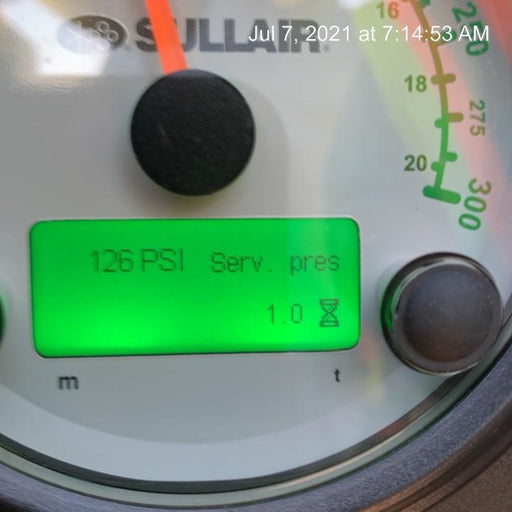 Jul 7, 2021 at 7:14:53 AM
SULLAIR
16
18
275
20
300
126 PSI Serv. pres
1.0
m
t